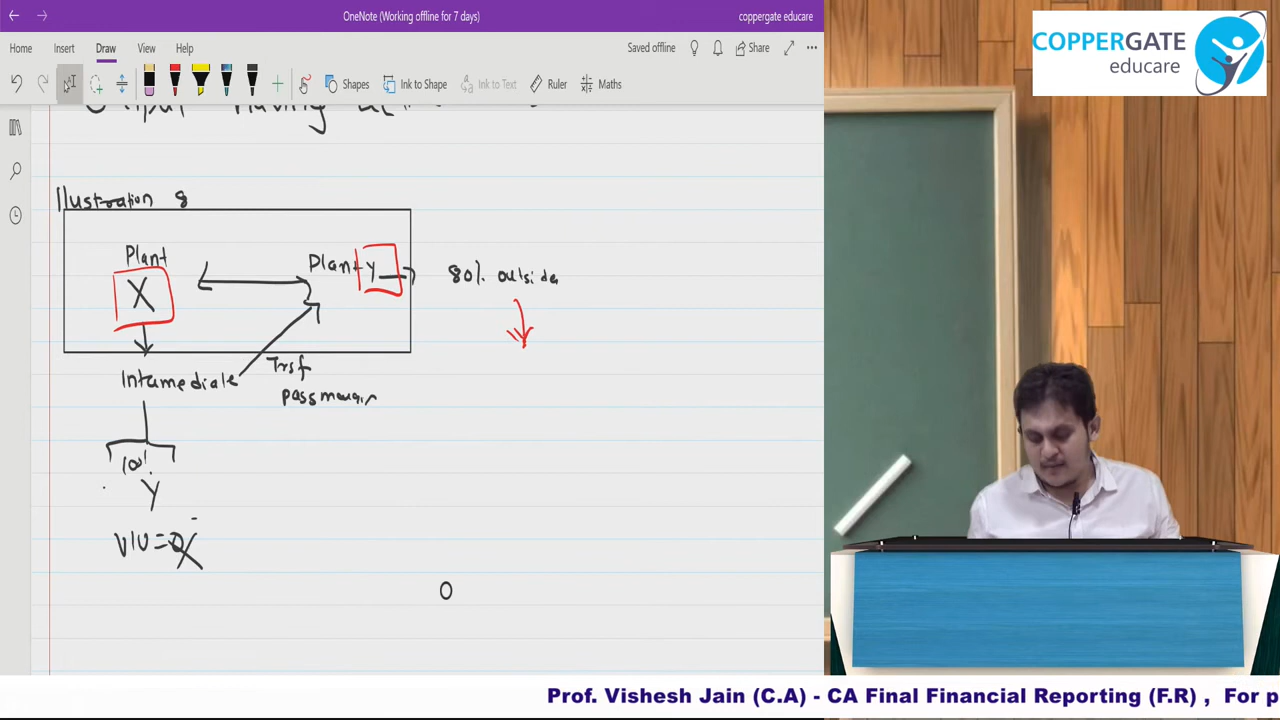 OneNote (Working offline for 7 days)
coppergate educare
Home Insert Draw View Help
Saved offline Share
Shapes Ink to Shape Ink to Text Ruler Maths
COPPERGATE
educare
Output having
Illustration 8
Plant
X
Plant Y
80% outside
Intermediate
Trsf
pass margin
100%
Y
VIU =
0
Prof. Vishesh Jain (C.A) - CA Final Financial Reporting (F.R) , For p